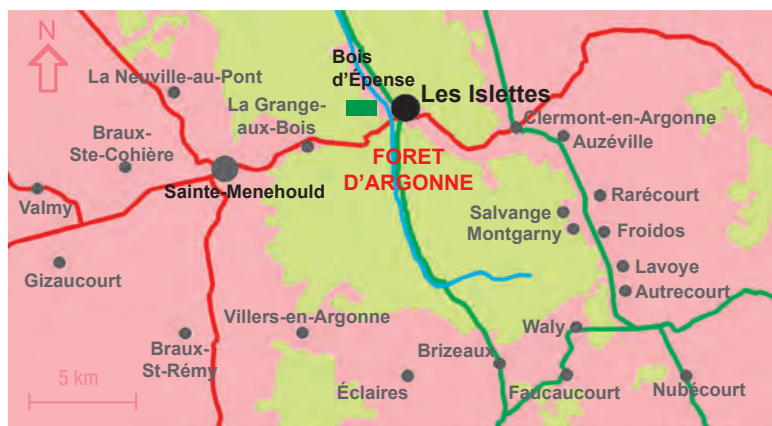 N
La Neuville-au-Pont
Bois
d'Épense
Les Islettes
La Grange-
aux-Bois
Clermont-en-Argonne
Auzéville
Braux-
Ste-Cohière
FORET
D'ARGONNE
Sainte-Menehould
Valmy
Rarécourt
Salvange
Montgarny
Froidos
Gizaucourt
Lavoye
Autrecourt
Villers-en-Argonne
Waly
Braux-
St-Rémy
Brizeaux
5 km
Éclaires
Faucaucourt
Nubécourt